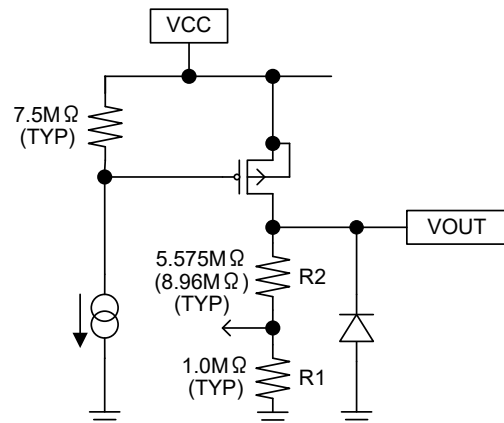 VCC
7.5MΩ
(TYP)
VOUT
5.575MΩ
(8.96MΩ)
(TYP)
R2
1.0MΩ
(TYP)
R1